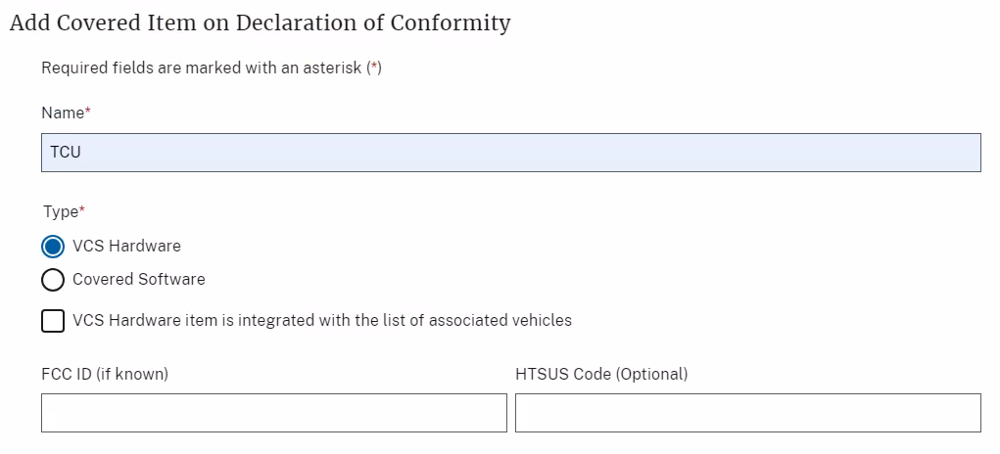 Add Covered Item on Declaration of Conformity
Required fields are marked with an asterisk (*)
Name*
TCU
Type*
VCS Hardware
Covered Software
VCS Hardware item is integrated with the list of associated vehicles
FCC ID (if known) HTSUS Code (Optional)